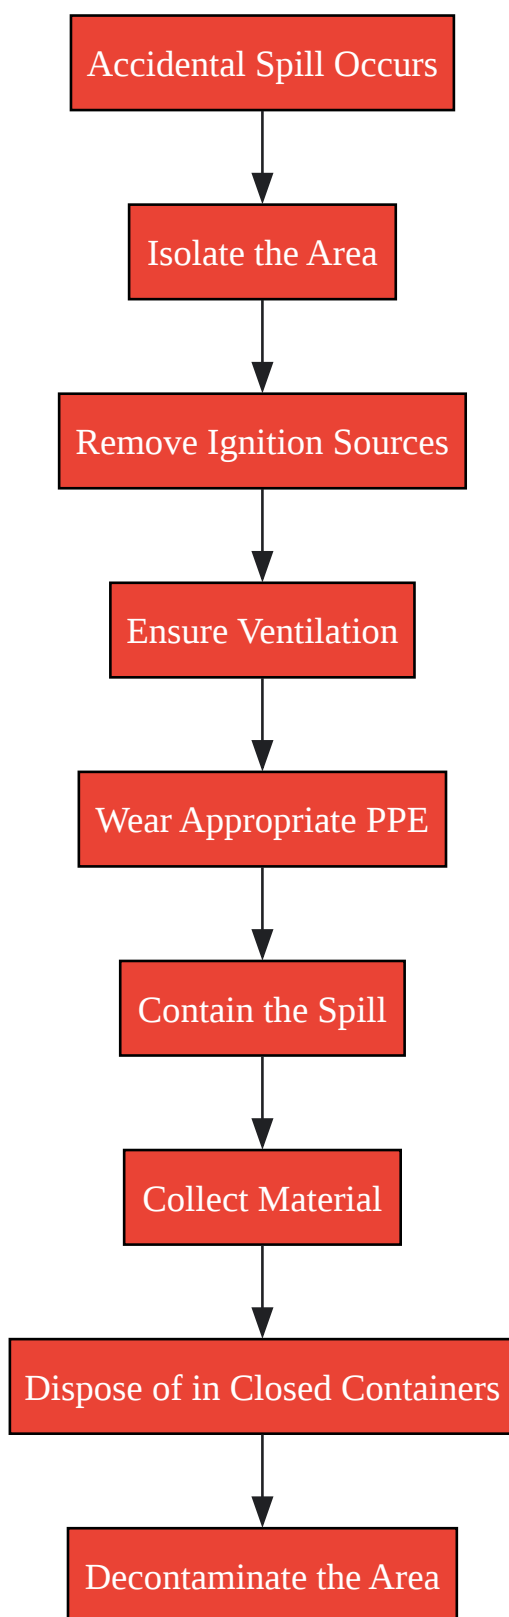 Accidental Spill Occurs
Isolate the Area
Remove Ignition Sources
Ensure Ventilation
Wear Appropriate PPE
Contain the Spill
Collect Material
Dispose of in Closed Containers
Decontaminate the Area